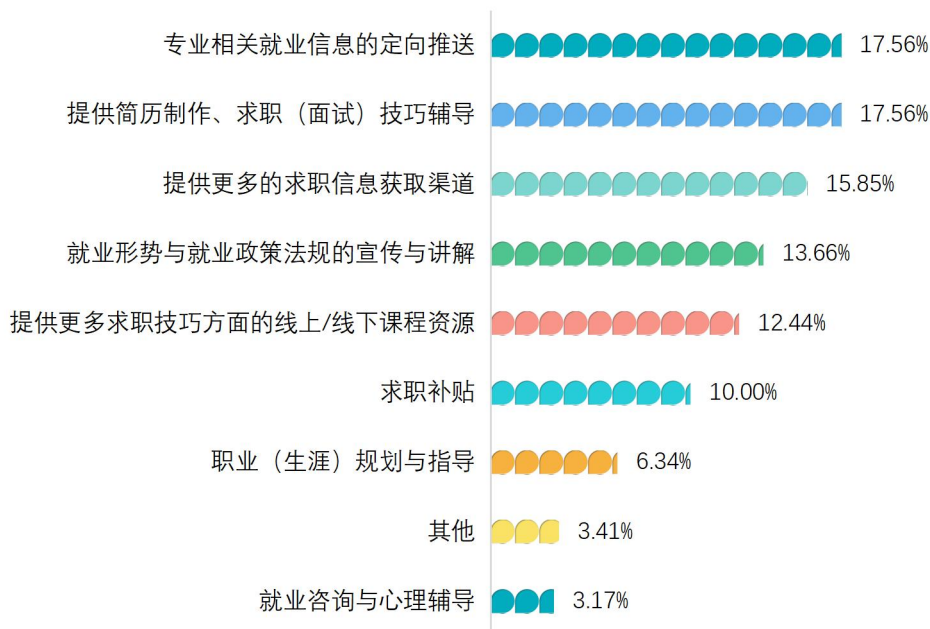 专业相关就业信息的定向推送 17.56%
提供简历制作、求职（面试）技巧辅导 17.56%
提供更多的求职信息获取渠道 15.85%
就业形势与就业政策法规的宣传与讲解 13.66%
提供更多求职技巧方面的线上/线下课程资源 12.44%
求职补贴 10.00%
职业（生涯）规划与指导 6.34%
其他 3.41%
就业咨询与心理辅导 3.17%